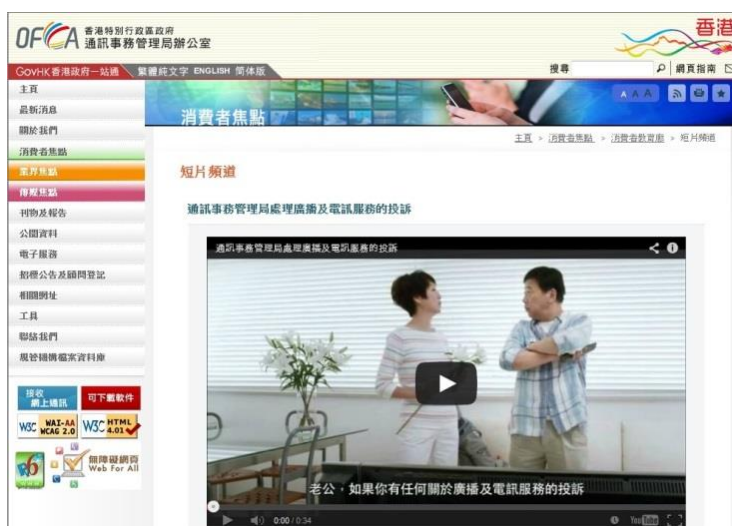 OFCA 香港特別行政區政府
通訊事務管理局辦公室
香港
GovHK香港政府一站通 繁體純文字 ENGLISH 简体版 搜尋 網頁指南
主頁
最新消息
關於我們
消費者焦點
業界焦點
傳媒焦點
刊物及報告
公開資料
電子服務
招標公告及顧問登記
相關網址
工具
聯絡我們
規管機構檔案資料庫
接收
網上通訊
可下載軟件
W3C WAI-AA
WCAG 2.0
W3C HTML
4.01
無障礙網頁
Web For All
消費者焦點
A A A
主頁 > 消費者焦點 > 消費者教育廊 > 短片頻道
短片頻道
通訊事務管理局處理廣播及電訊服務的投訴
通訊事務管理局處理廣播及電訊服務的投訴
老公，如果你有任何關於廣播及電訊服務的投訴
0:00 / 0:34
YouTube